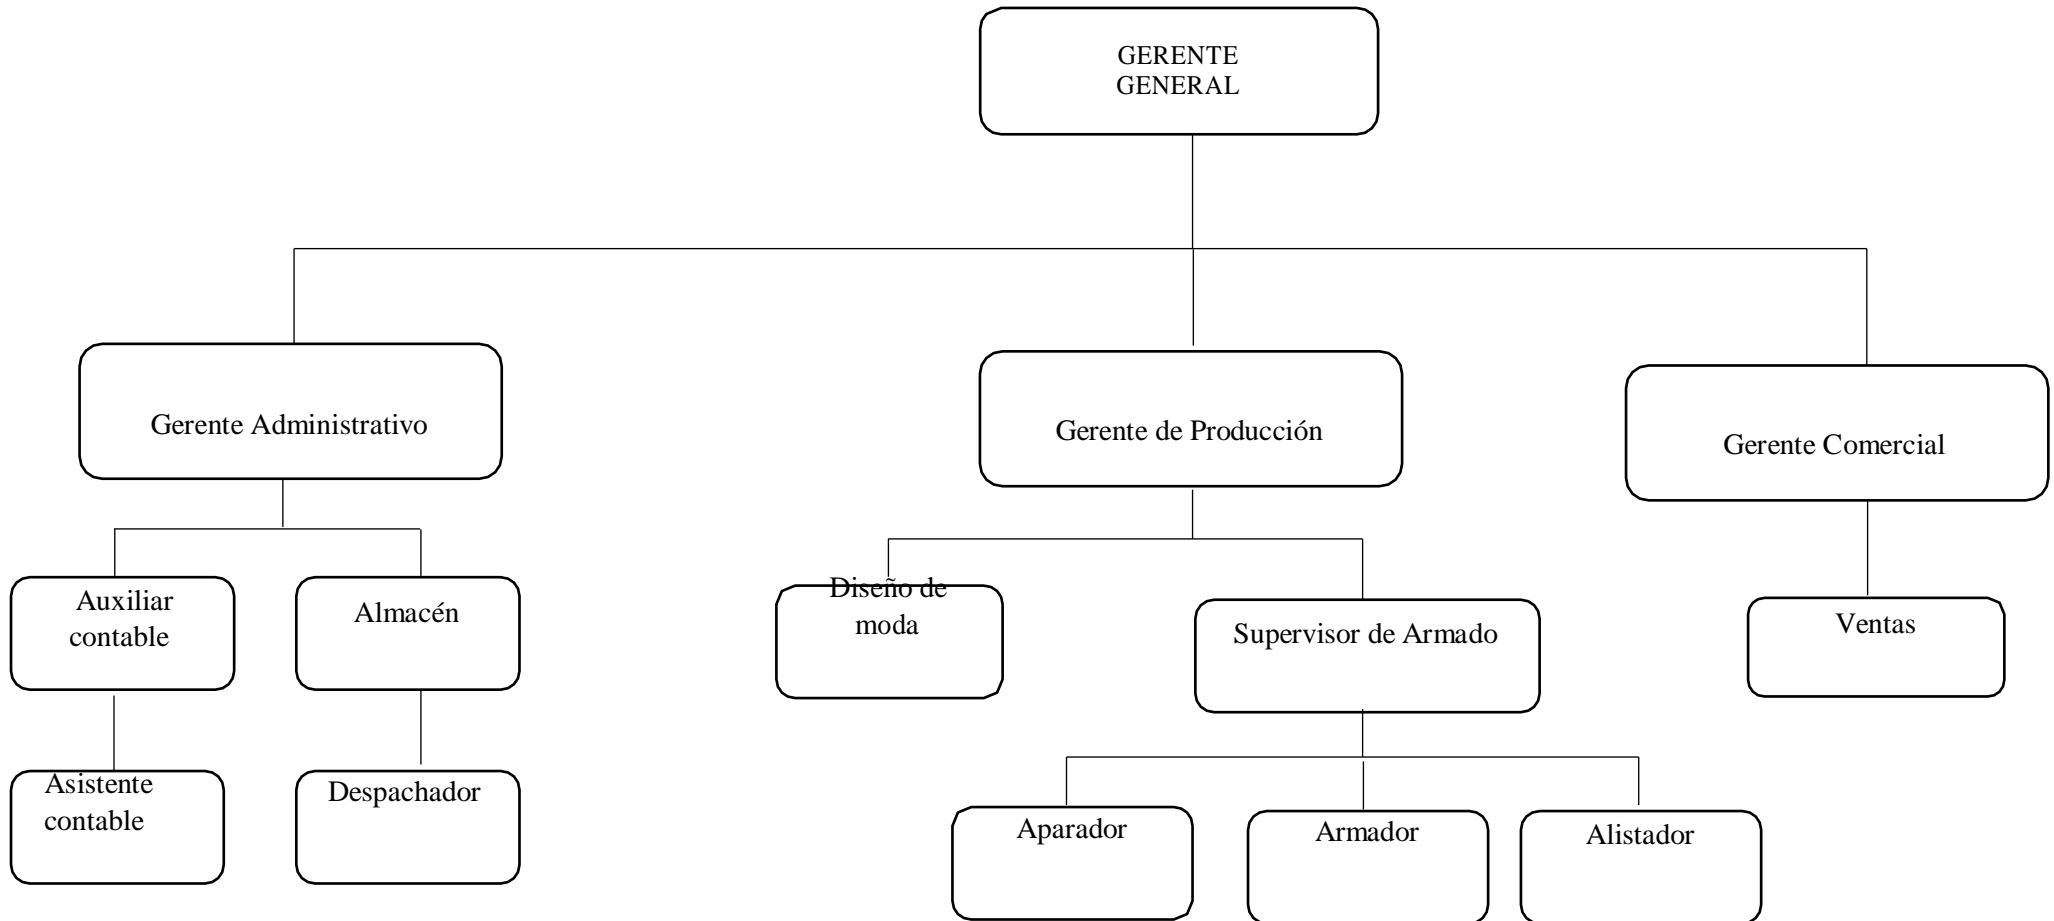 GERENTE
GENERAL
Gerente Administrativo
Gerente de Producción
Gerente Comercial
Auxiliar
contable
Almacén
Diseño de
moda
Supervisor de Armado
Ventas
Asistente
contable
Despachador
Aparador
Armador
Alistador